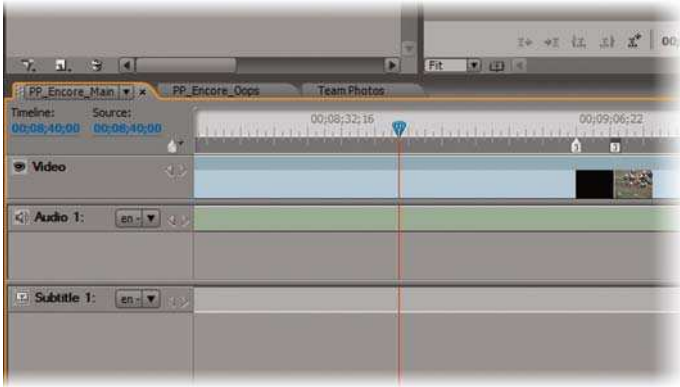 Fit
00;
PP_Encore_Main
PP_Encore_Oops
Team Photos
Timeline:
Source:
00;08;40;00
00;08;40;00
00;08;32;16
00;09;06;22
Video
Audio 1:
en -
Subtitle 1:
en -